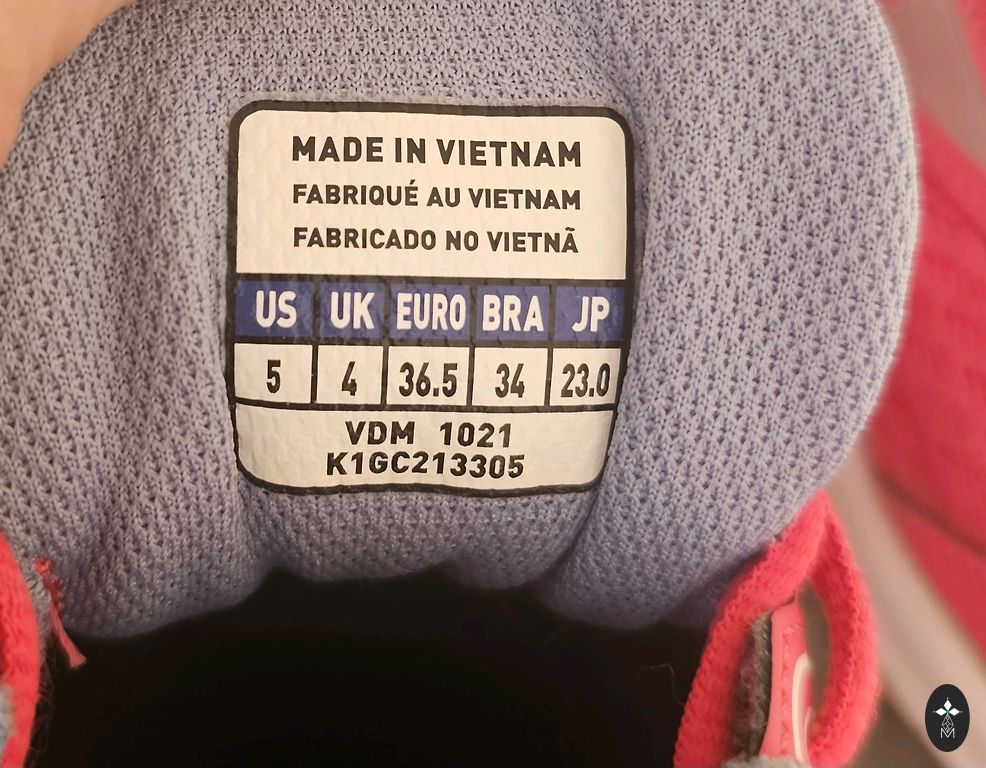 MADE IN VIETNAM
FABRIQUÉ AU VIETNAM
FABRICADO NO VIETNÃ
US UK EURO BRA JP
5 4 36.5 34 23.0
VDM 1021
K1GC213305
M